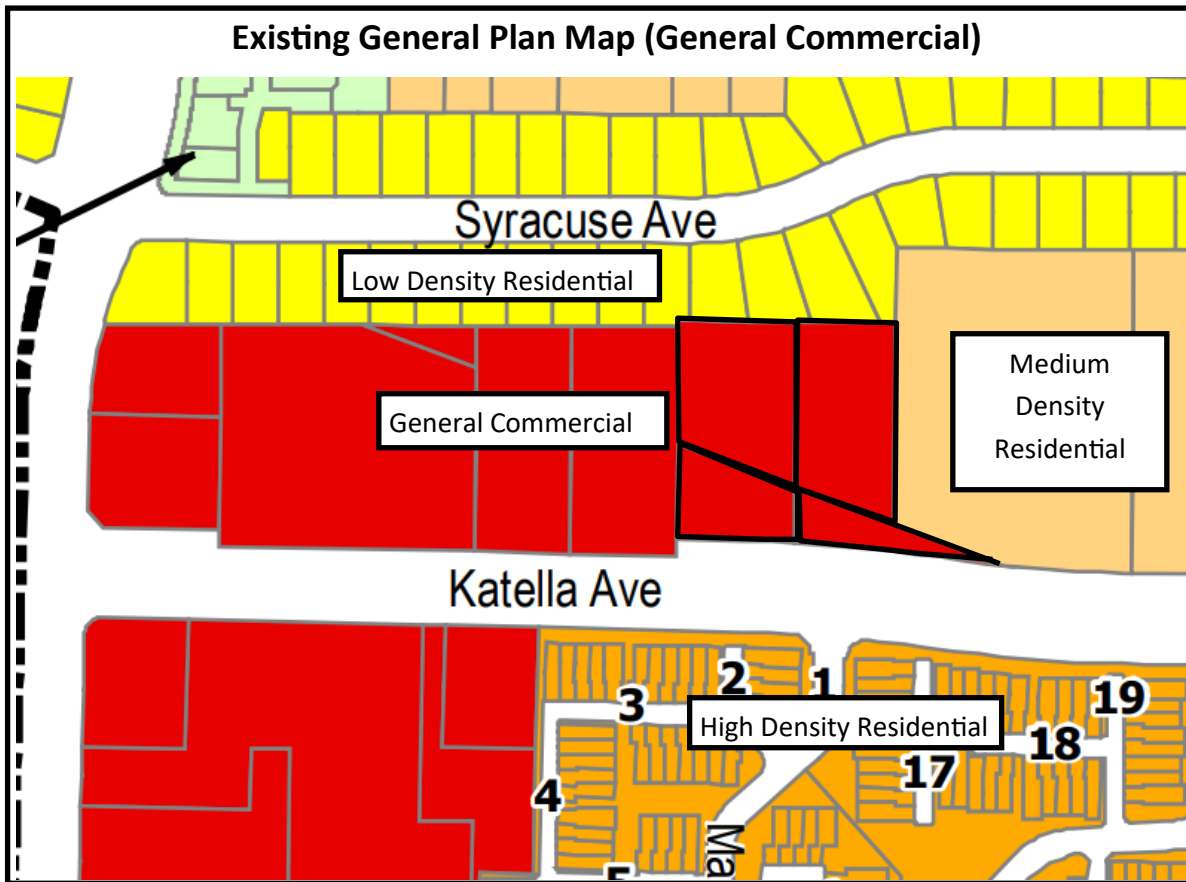 Existing General Plan Map (General Commercial)
Syracuse Ave
Low Density Residential
General Commercial
Medium
Density
Residential
Katella Ave
1
2
3
19
High Density Residential
18
17
4
Ma
5